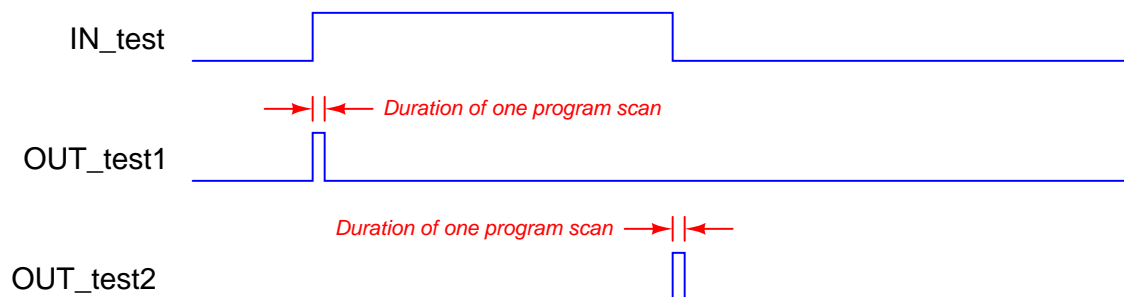 IN_test
Duration of one program scan
OUT_test1
Duration of one program scan
OUT_test2